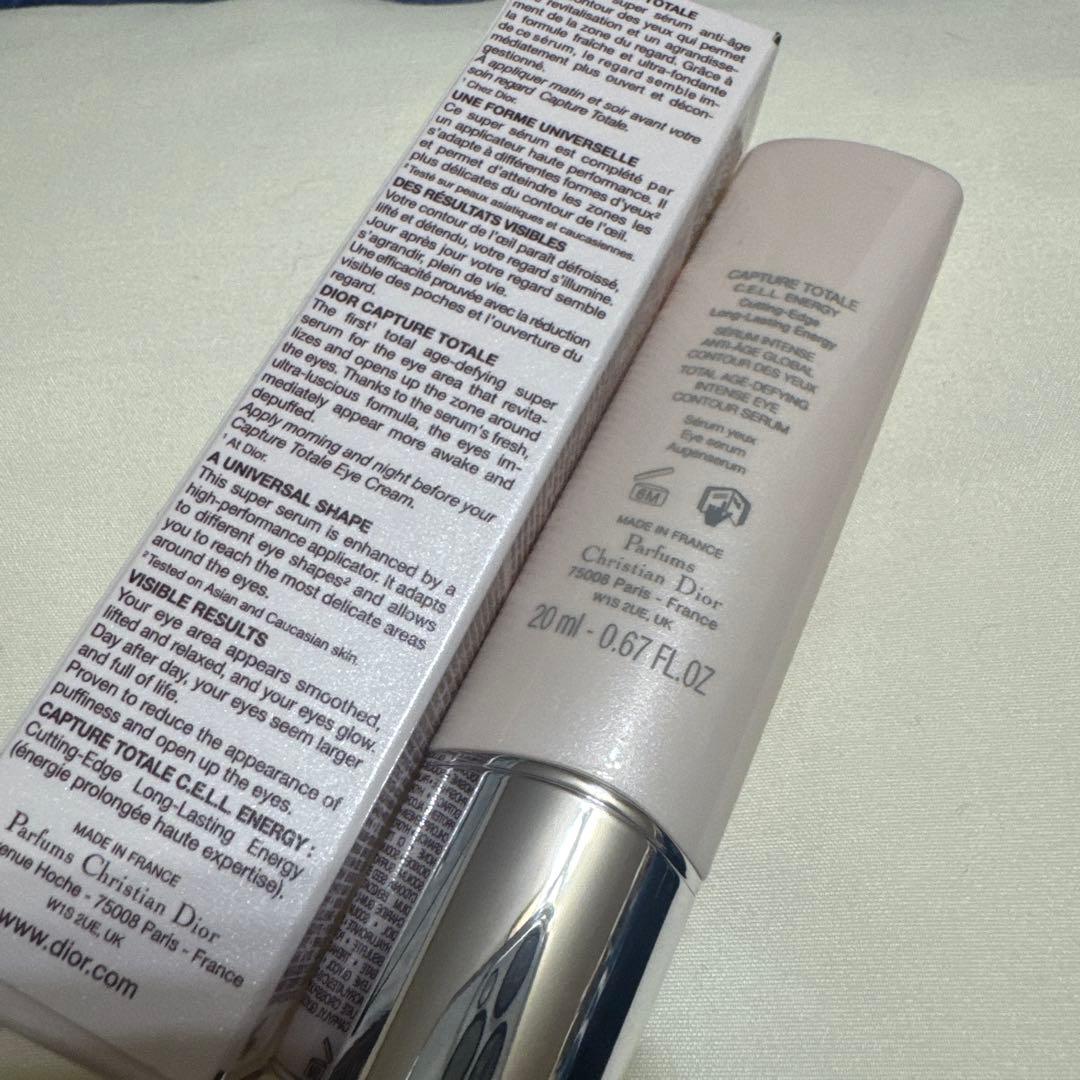 TOTALE
super sérum anti-âge
contour des yeux qui permet
revitalisation et un agrandisse-
ment de la zone du regard. Grâce à
la formule fraîche et ultra-fondante
de ce sérum, le regard semble im-
médiatement plus ouvert et décon-
gestionné.
À appliquer matin et soir avant votre
soin regard Capture Totale.
¹ Chez Dior.
UNE FORME UNIVERSELLE
Ce super sérum est complété par
un applicateur haute performance. Il
s'adapte à différentes formes d'yeux²
et permet d'atteindre les zones les
plus délicates du contour de l'œil.
² Testé sur peaux asiatiques et caucasiennes.
DES RÉSULTATS VISIBLES
Votre contour de l'œil paraît défroissé,
lifté et détendu, votre regard s'illumine.
Jour après jour votre regard semble
s'agrandir, plein de vie.
Une efficacité prouvée avec la réduction
visible des poches et l'ouverture du
regard.
DIOR CAPTURE TOTALE
The first¹ total age-defying super
serum for the eye area that revita-
lizes and opens up the zone around
the eyes. Thanks to the serum's fresh,
ultra-luscious formula, the eyes im-
mediately appear more awake and
depuffed.
Apply morning and night before your
Capture Totale Eye Cream.
¹ At Dior.
A UNIVERSAL SHAPE
This super serum is enhanced by a
high-performance applicator. It adapts
to different eye shapes² and allows
you to reach the most delicate areas
around the eyes.
² Tested on Asian and Caucasian skin.
VISIBLE RESULTS
Your eye area appears smoothed,
lifted and relaxed, and your eyes glow.
Day after day, your eyes seem larger
and full of life.
Proven to reduce the appearance of
puffiness and open up the eyes.
CAPTURE TOTALE C.E.L.L. ENERGY :
Cutting-Edge Long-Lasting Energy
(énergie prolongée haute expertise).
MADE IN FRANCE
Parfums Christian Dior
enue Hoche - 75008 Paris - France
W1S 2UE, UK
www.dior.com
CAPTURE TOTALE
C.E.L.L. ENERGY
Cutting-Edge
Long-Lasting Energy
SÉRUM INTENSE
ANTI-ÂGE GLOBAL
CONTOUR DES YEUX
TOTAL AGE-DEFYING
INTENSE EYE
CONTOUR SERUM
Sérum yeux
Eye serum
Augenserum
6M
MADE IN FRANCE
Parfums
Christian Dior
75008 Paris - France
W1S 2UE, UK
20 ml - 0.67 FL.OZ